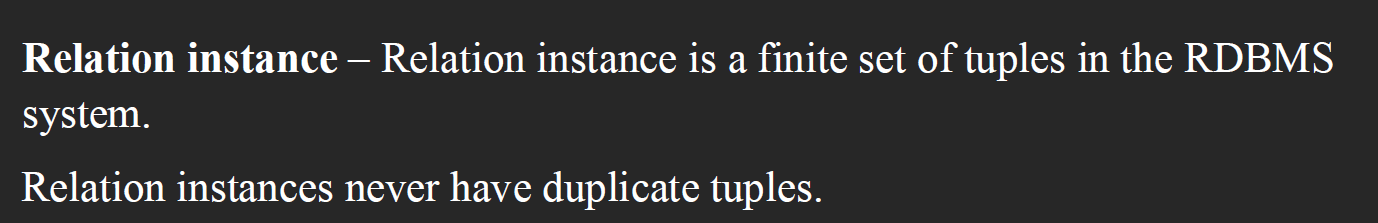 Relation instance – Relation instance is a finite set of tuples in the RDBMS
system.
Relation instances never have duplicate tuples.